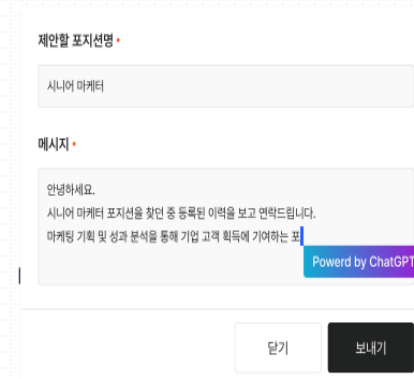 제안할 포지션명 •
시니어 마케터
메시지 •
안녕하세요.
시니어 마케터 포지션을 찾던 중 등록된 이력을 보고 연락드립니다.
마케팅 기획 및 성과 분석을 통해 기업 고객 획득에 기여하는 포
Powerd by ChatGPT
닫기
보내기